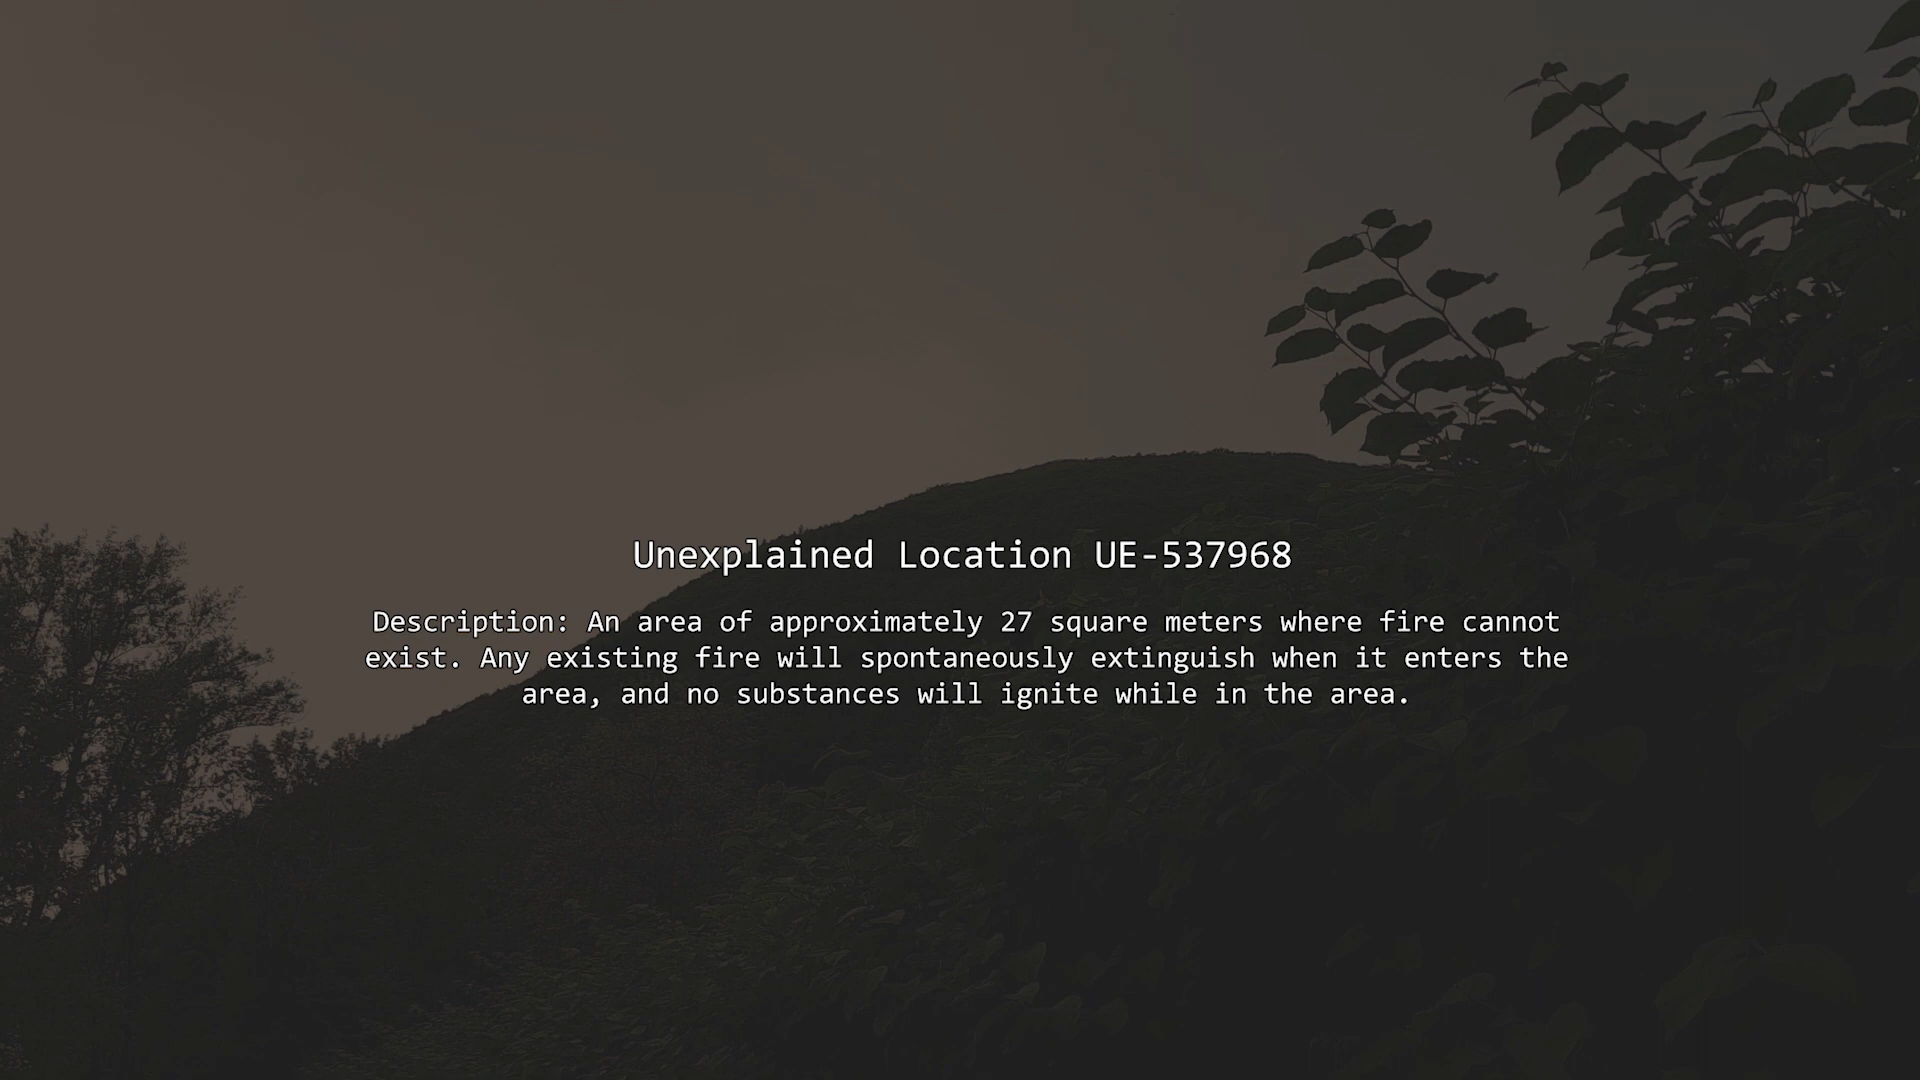 Unexplained Location UE-537968
Description: An area of approximately 27 square meters where fire cannot
exist. Any existing fire will spontaneously extinguish when it enters the
area, and no substances will ignite while in the area.